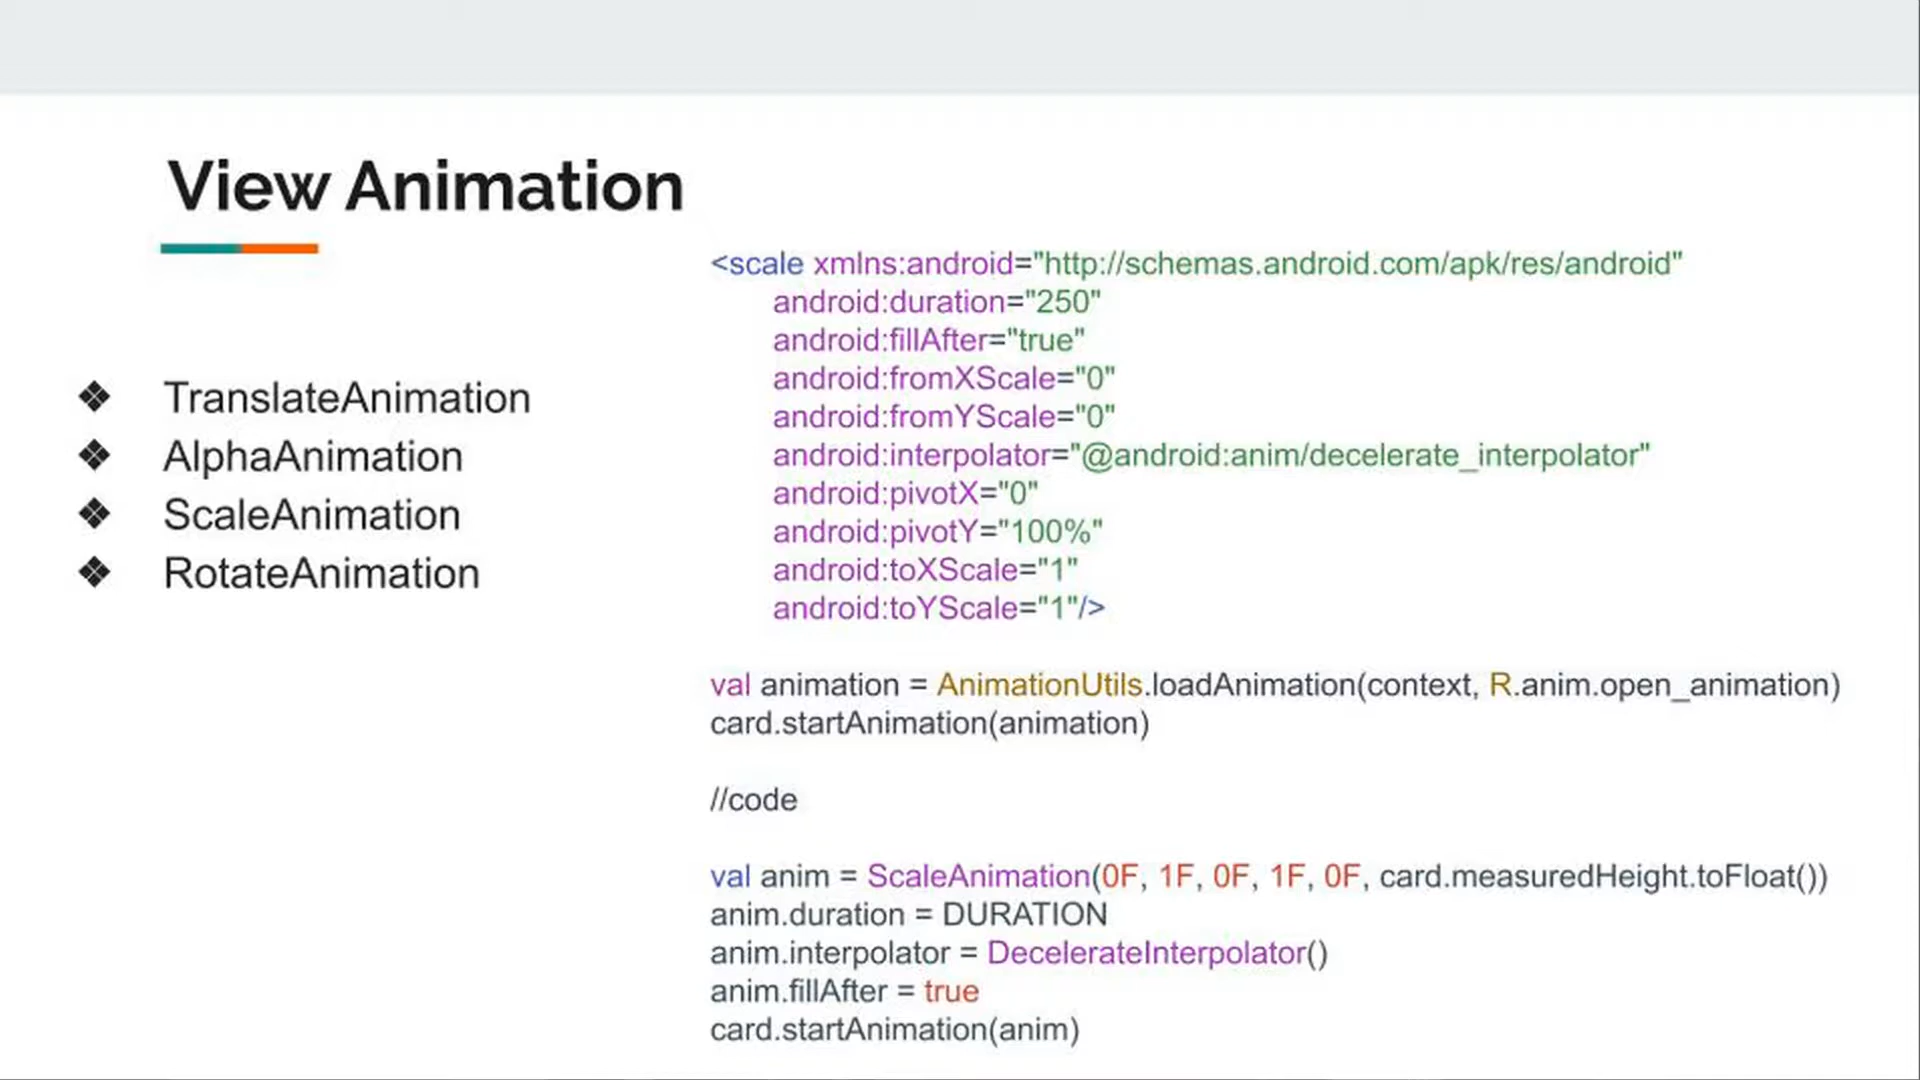 View Animation
❖ TranslateAnimation
❖ AlphaAnimation
❖ ScaleAnimation
❖ RotateAnimation
<scale xmlns:android="http://schemas.android.com/apk/res/android"
android:duration="250"
android:fillAfter="true"
android:fromXScale="0"
android:fromYScale="0"
android:interpolator="@android:anim/decelerate_interpolator"
android:pivotX="0"
android:pivotY="100%"
android:toXScale="1"
android:toYScale="1"/>
val animation = AnimationUtils.loadAnimation(context, R.anim.open_animation)
card.startAnimation(animation)
//code
val anim = ScaleAnimation(0F, 1F, 0F, 1F, 0F, card.measuredHeight.toFloat())
anim.duration = DURATION
anim.interpolator = DecelerateInterpolator()
anim.fillAfter = true
card.startAnimation(anim)